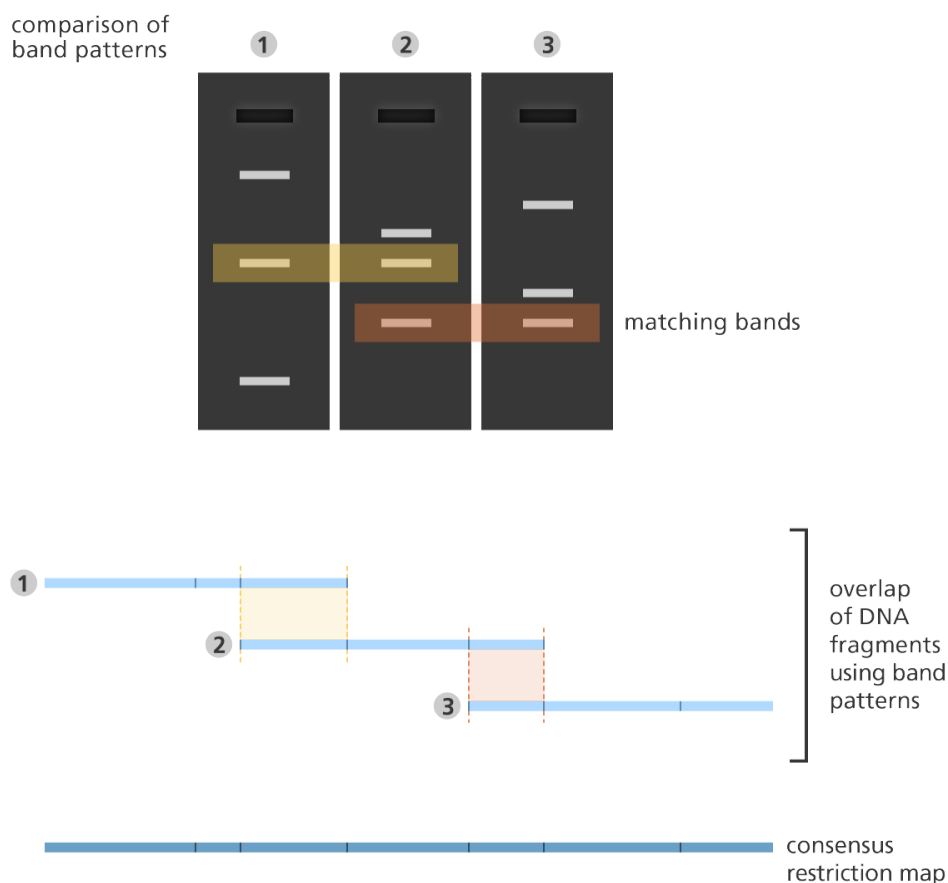 comparison of
band patterns
1 2 3
matching bands
1
2
3
overlap
of DNA
fragments
using band
patterns
consensus
restriction map